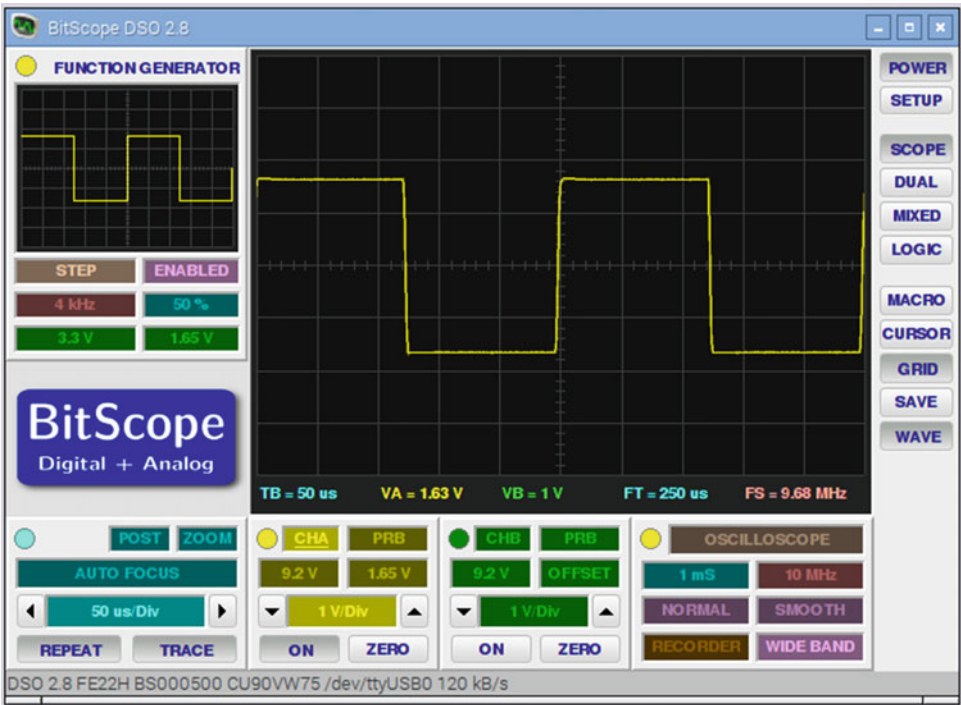 BitScope DSO 2.8
FUNCTION GENERATOR
STEP ENABLED
4 kHz 50 %
3.3 V 1.65 V
BitScope
Digital + Analog
TB = 50 us VA = 1.63 V VB = 1 V FT = 250 us FS = 9.68 MHz
POWER
SETUP
SCOPE
DUAL
MIXED
LOGIC
MACRO
CURSOR
GRID
SAVE
WAVE
POST ZOOM
AUTO FOCUS
50 us/Div
REPEAT TRACE
CHA PRB
9.2 V 1.65 V
1 V/Div
ON ZERO
CHB PRB
9.2 V OFFSET
1 V/Div
ON ZERO
OSCILLOSCOPE
1 mS 10 MHz
NORMAL SMOOTH
RECORDER WIDE BAND
DSO 2.8 FE22H BS000500 CU90VW75 /dev/ttyUSB0 120 kB/s